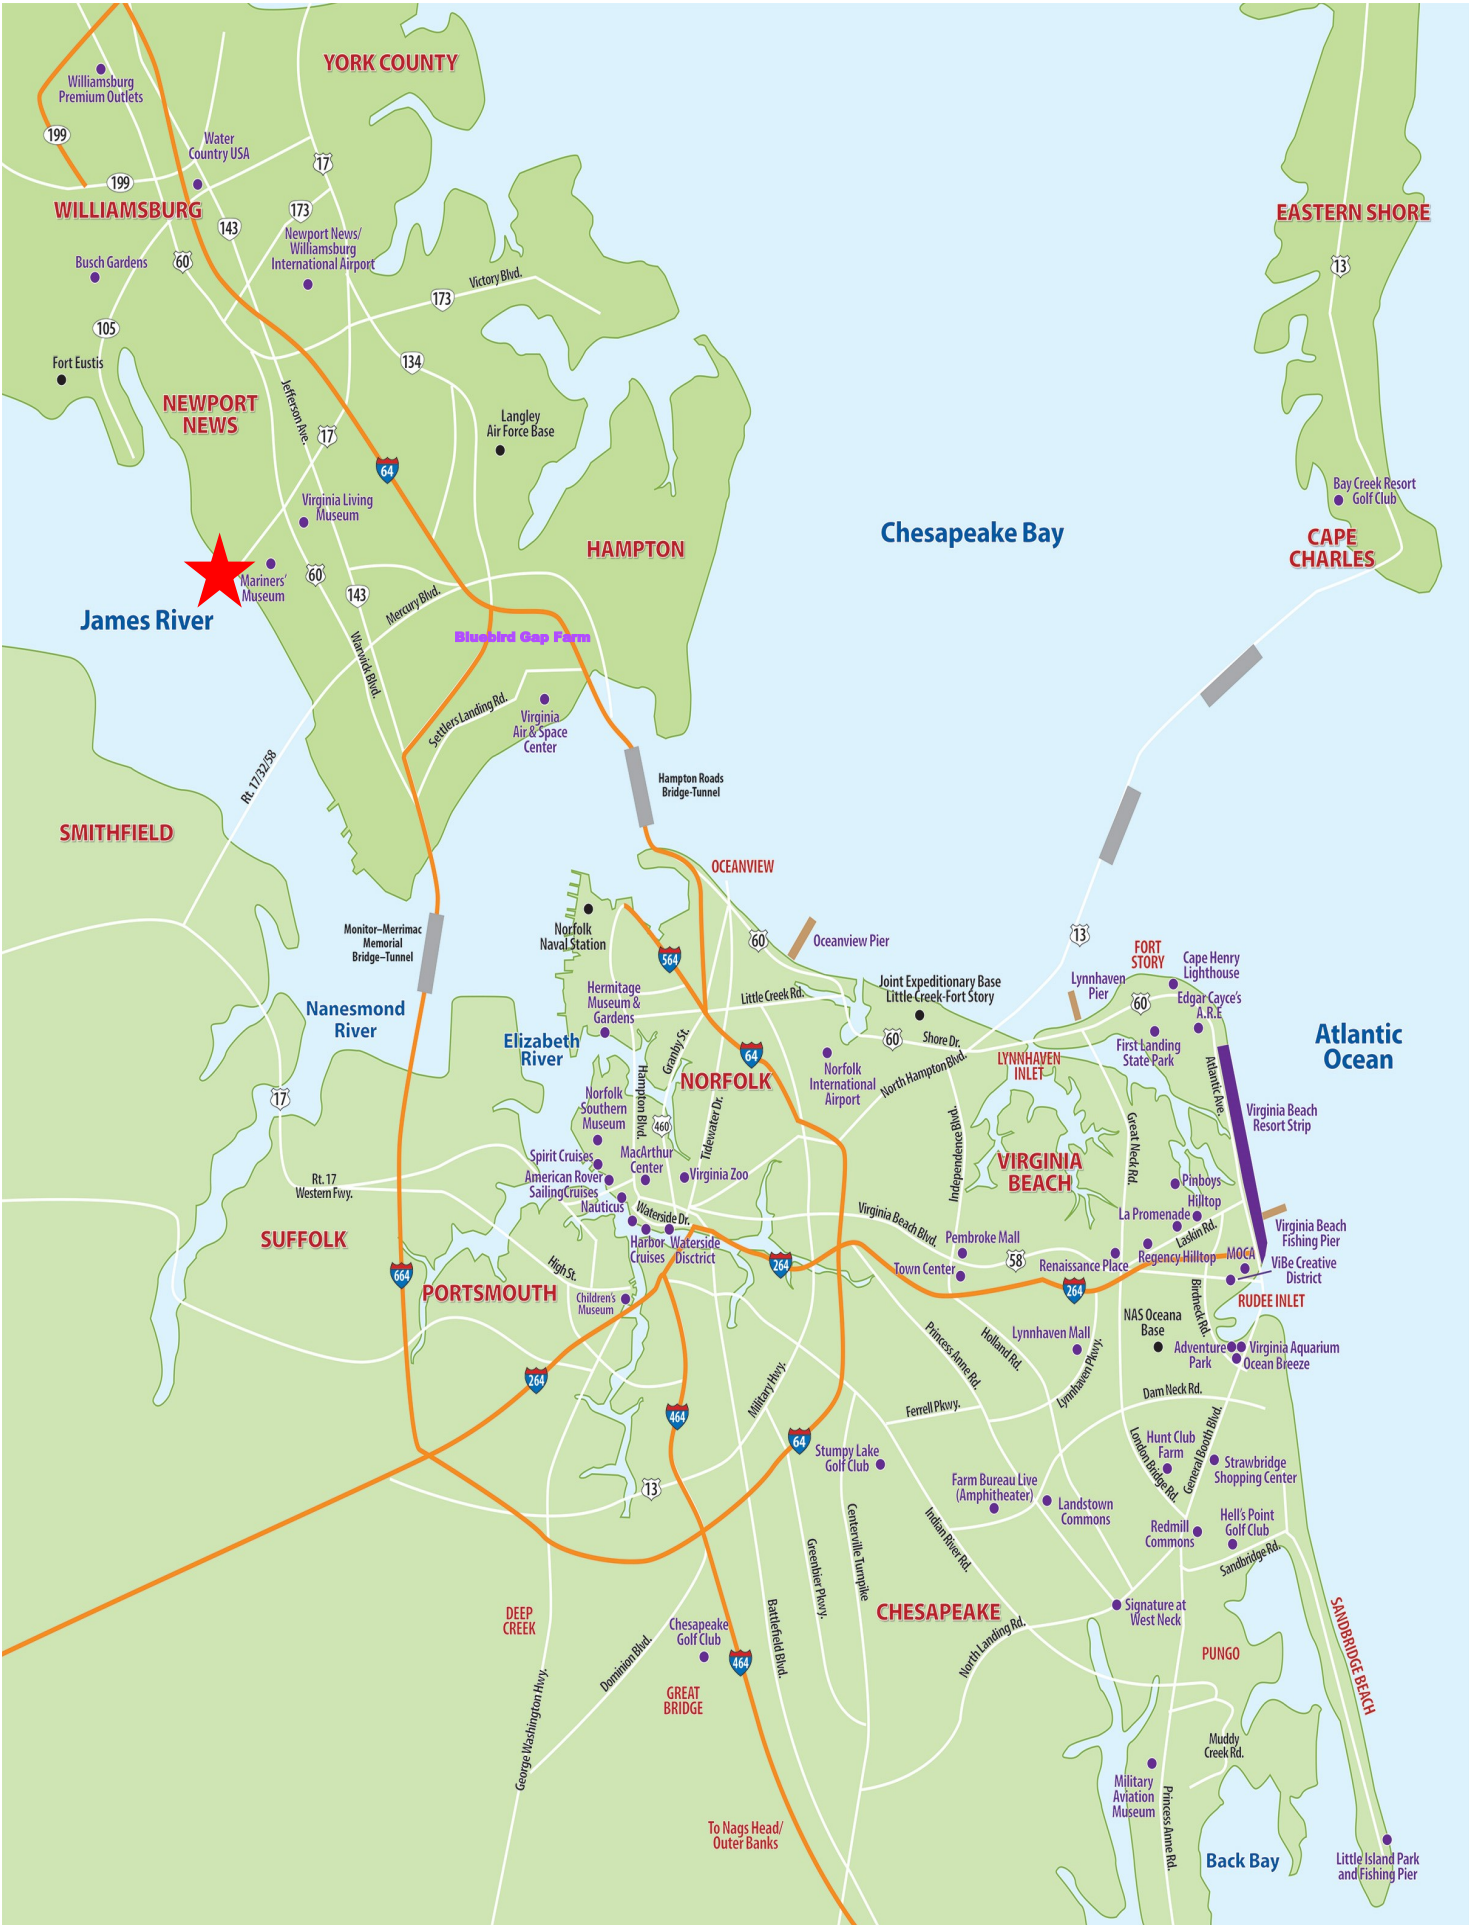 YORK COUNTY
Williamsburg
Premium Outlets
199
Water
Country USA
17
199
WILLIAMSBURG
173
143
Newport News/
Williamsburg
International Airport
60
Busch Gardens
Victory Blvd.
173
105
134
Fort Eustis
NEWPORT
NEWS
Jefferson Ave.
17
Langley
Air Force Base
64
Virginia Living
Museum
HAMPTON
Mariners'
Museum
60
143
James River
Mercury Blvd.
Warwick Blvd.
Bluebird Gap Farm
Settlers Landing Rd.
Virginia
Air & Space
Center
Rt. 17/32/58
Hampton Roads
Bridge-Tunnel
SMITHFIELD
EASTERN SHORE
13
Bay Creek Resort
Golf Club
Chesapeake Bay
CAPE
CHARLES
OCEANVIEW
Monitor–Merrimac
Memorial
Bridge–Tunnel
Norfolk
Naval Station
564
60
Oceanview Pier
13
FORT
STORY
Cape Henry
Lighthouse
Lynnhaven
Pier
60
Edgar Cayce's
A.R.E
Joint Expeditionary Base
Little Creek-Fort Story
Hermitage
Museum &
Gardens
Little Creek Rd.
Nanesmond
River
Elizabeth
River
Granby St.
64
60
Shore Dr.
First Landing
State Park
Atlantic
Ocean
LYNNHAVEN
INLET
North Hampton Blvd.
Norfolk
International
Airport
NORFOLK
Hampton Blvd.
Atlantic Ave.
17
Norfolk
Southern
Museum
460
Tidewater Dr.
Independence Blvd.
Great Neck Rd.
Virginia Beach
Resort Strip
Spirit Cruises
MacArthur
Center
Virginia Zoo
VIRGINIA
BEACH
American Rover
SailingCruises
Nauticus
Pinboys
Hilltop
La Promenade
Laskin Rd.
Rt. 17
Western Fwy.
Waterside Dr.
Virginia Beach Blvd.
Virginia Beach
Fishing Pier
SUFFOLK
Harbor
Cruises
Waterside
Disctrict
Pembroke Mall
58
Renaissance Place
Regency Hilltop
MOCA
ViBe Creative
District
664
High St.
264
Town Center
264
PORTSMOUTH
Children's
Museum
RUDEE INLET
Birdneck Rd.
NAS Oceana
Base
Princess Anne Rd.
Holland Rd.
Lynnhaven Mall
Lynnhaven Pkwy.
Adventure
Park
Virginia Aquarium
Ocean Breeze
264
Military Hwy.
464
Dam Neck Rd.
Ferrell Pkwy.
64
Stumpy Lake
Golf Club
London Bridge Rd.
Hunt Club
Farm
General Booth Blvd.
Strawbridge
Shopping Center
13
Farm Bureau Live
(Amphitheater)
Landstown
Commons
Redmill
Commons
Hell's Point
Golf Club
Sandbridge Rd.
Centerville Turnpike
Indian River Rd.
Greenbier Pkwy.
DEEP
CREEK
CHESAPEAKE
Signature at
West Neck
SANDBRIDGE BEACH
Chesapeake
Golf Club
Battlefield Blvd.
North Landing Rd.
PUNGO
Dominion Blvd.
464
GREAT
BRIDGE
George Washington Hwy.
Muddy
Creek Rd.
Military
Aviation
Museum
Princess Anne Rd.
To Nags Head/
Outer Banks
Back Bay
Little Island Park
and Fishing Pier